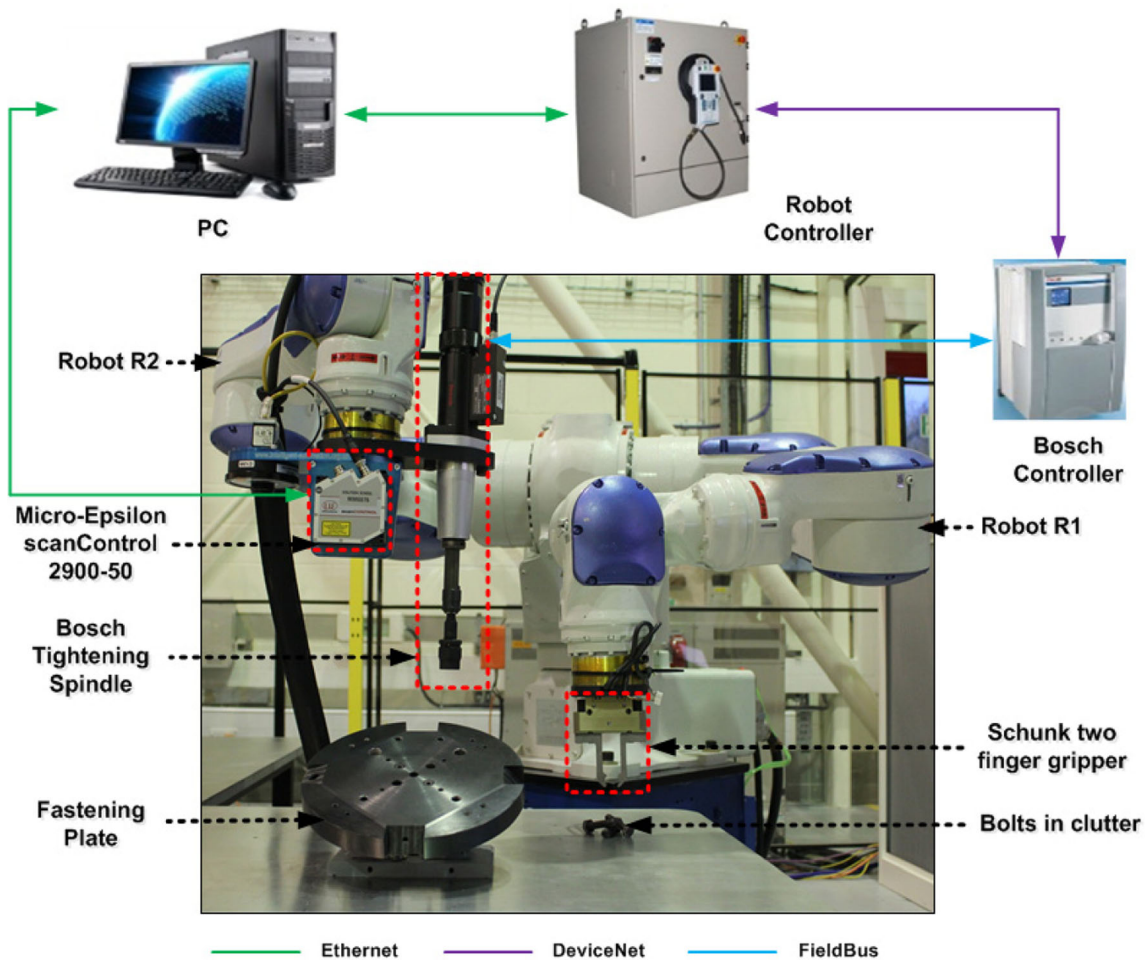 PC
Robot
Controller
Robot R2
Bosch
Controller
Micro-Epsilon
scanControl
2900-50
Robot R1
Bosch
Tightening
Spindle
Schunk two
finger gripper
Fastening
Plate
Bolts in clutter
Ethernet
DeviceNet
FieldBus